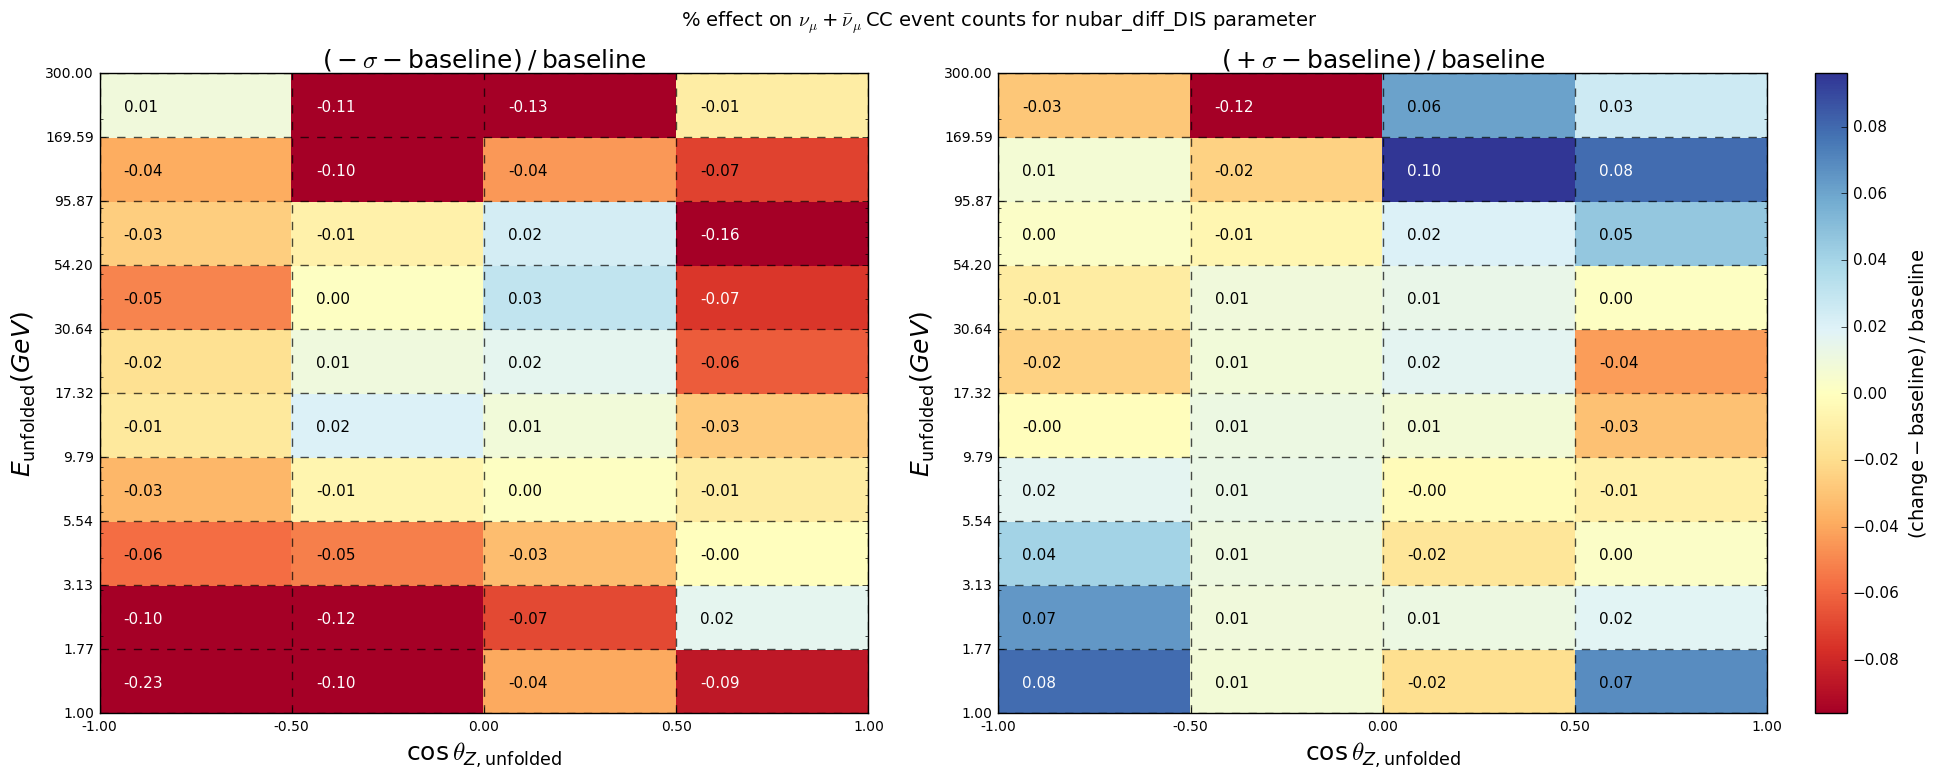 % effect on ν_μ + ν̄_μ CC event counts for nubar_diff_DIS parameter
(−σ − baseline) / baseline
300.00
169.59
95.87
54.20
30.64
17.32
9.79
5.54
3.13
1.77
1.00
E_unfolded (GeV)
0.01 -0.11 -0.13 -0.01
-0.04 -0.10 -0.04 -0.07
-0.03 -0.01 0.02 -0.16
-0.05 0.00 0.03 -0.07
-0.02 0.01 0.02 -0.06
-0.01 0.02 0.01 -0.03
-0.03 -0.01 0.00 -0.01
-0.06 -0.05 -0.03 -0.00
-0.10 -0.12 -0.07 0.02
-0.23 -0.10 -0.04 -0.09
-1.00 -0.50 0.00 0.50 1.00
cos θ_Z,unfolded
(+σ − baseline) / baseline
300.00
169.59
95.87
54.20
30.64
17.32
9.79
5.54
3.13
1.77
1.00
E_unfolded (GeV)
-0.03 -0.12 0.06 0.03
0.01 -0.02 0.10 0.08
0.00 -0.01 0.02 0.05
-0.01 0.01 0.01 0.00
-0.02 0.01 0.02 -0.04
-0.00 0.01 0.01 -0.03
0.02 0.01 -0.00 -0.01
0.04 0.01 -0.02 0.00
0.07 0.01 0.01 0.02
0.08 0.01 -0.02 0.07
-1.00 -0.50 0.00 0.50 1.00
cos θ_Z,unfolded
0.08
0.06
0.04
0.02
0.00
−0.02
−0.04
−0.06
−0.08
(change − baseline) / baseline